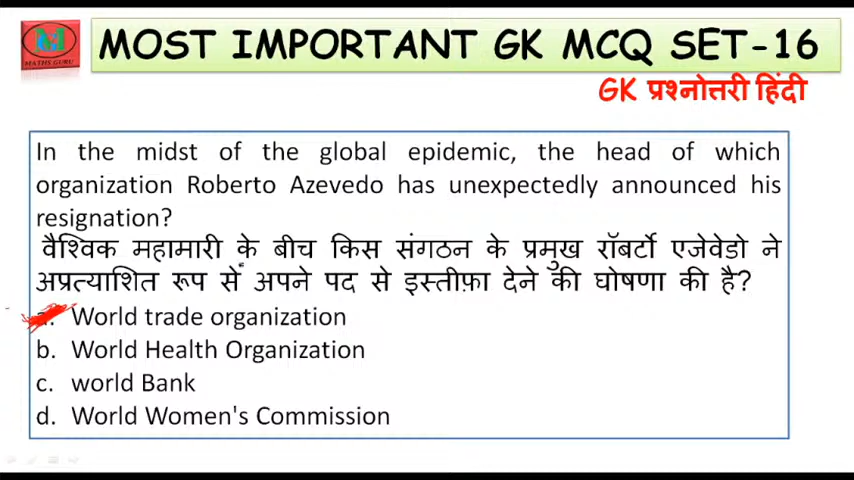 MOST IMPORTANT GK MCQ SET-16
MATHS GURU
GK प्रश्नोत्तरी हिंदी
In the midst of the global epidemic, the head of which
organization Roberto Azevedo has unexpectedly announced his
resignation?
वैश्विक महामारी के बीच किस संगठन के प्रमुख रॉबर्टो एजेवेडो ने
अप्रत्याशित रूप से अपने पद से इस्तीफ़ा देने की घोषणा की है?
a. World trade organization
b. World Health Organization
c. world Bank
d. World Women's Commission